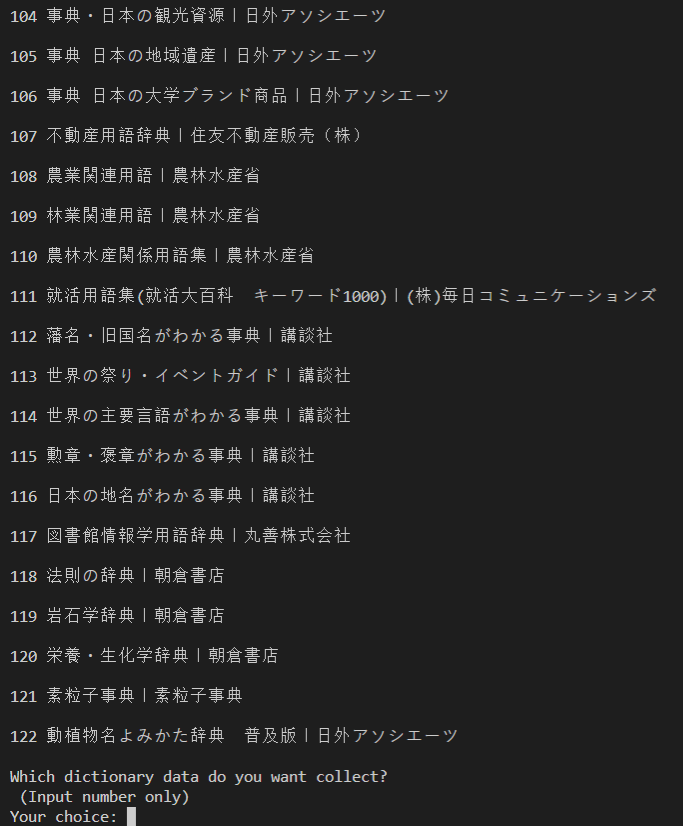 104 事典・日本の観光資源|日外アソシエーツ
105 事典 日本の地域遺産|日外アソシエーツ
106 事典 日本の大学ブランド商品|日外アソシエーツ
107 不動産用語辞典|住友不動産販売(株)
108 農業関連用語|農林水産省
109 林業関連用語|農林水産省
110 農林水産関係用語集|農林水産省
111 就活用語集(就活大百科 キーワード1000)|(株)毎日コミュニケーションズ
112 藩名・旧国名がわかる事典|講談社
113 世界の祭り・イベントガイド|講談社
114 世界の主要言語がわかる事典|講談社
115 勲章・褒章がわかる事典|講談社
116 日本の地名がわかる事典|講談社
117 図書館情報学用語辞典|丸善株式会社
118 法則の辞典|朝倉書店
119 岩石学辞典|朝倉書店
120 栄養・生化学辞典|朝倉書店
121 素粒子事典|素粒子事典
122 動植物名よみかた辞典 普及版|日外アソシエーツ
Which dictionary data do you want collect?
(Input number only)
Your choice: